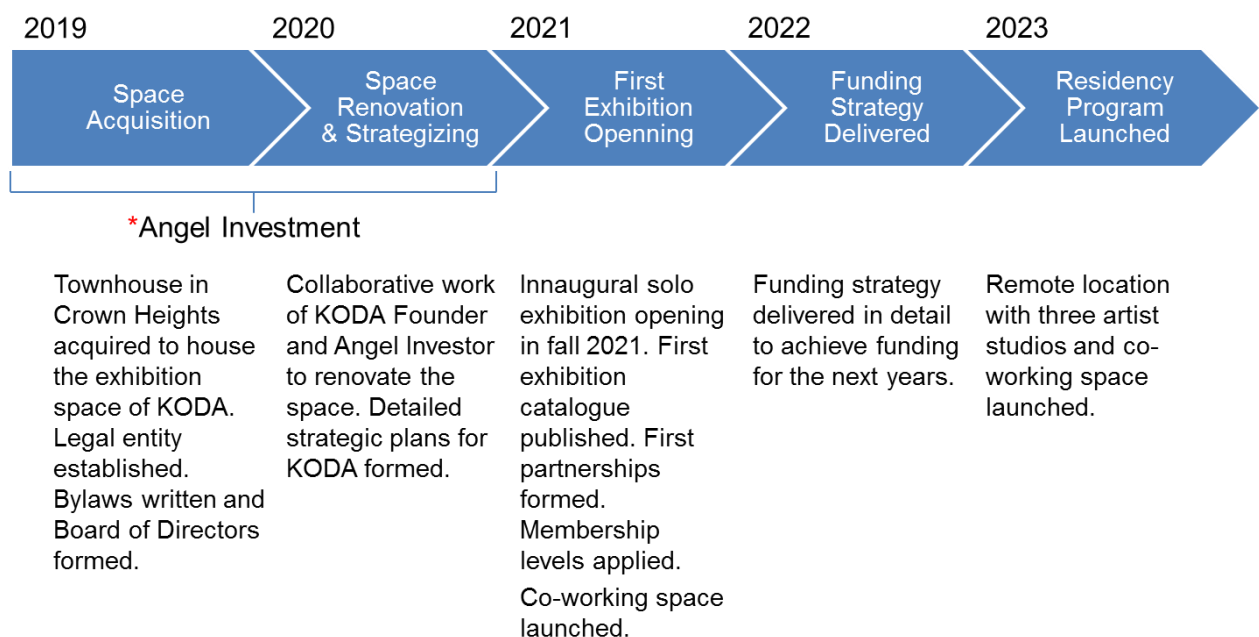 2019
2020
2021
2022
2023
Space
Acquisition
Space
Renovation
& Strategizing
First
Exhibition
Openning
Funding
Strategy
Delivered
Residency
Program
Launched
*Angel Investment
Townhouse in
Crown Heights
acquired to house
the exhibition
space of KODA.
Legal entity
established.
Bylaws written and
Board of Directors
formed.
Collaborative work
of KODA Founder
and Angel Investor
to renovate the
space. Detailed
strategic plans for
KODA formed.
Innaugural solo
exhibition opening
in fall 2021. First
exhibition
catalogue
published. First
partnerships
formed.
Membership
levels applied.
Co-working space
launched.
Funding strategy
delivered in detail
to achieve funding
for the next years.
Remote location
with three artist
studios and co-
working space
launched.